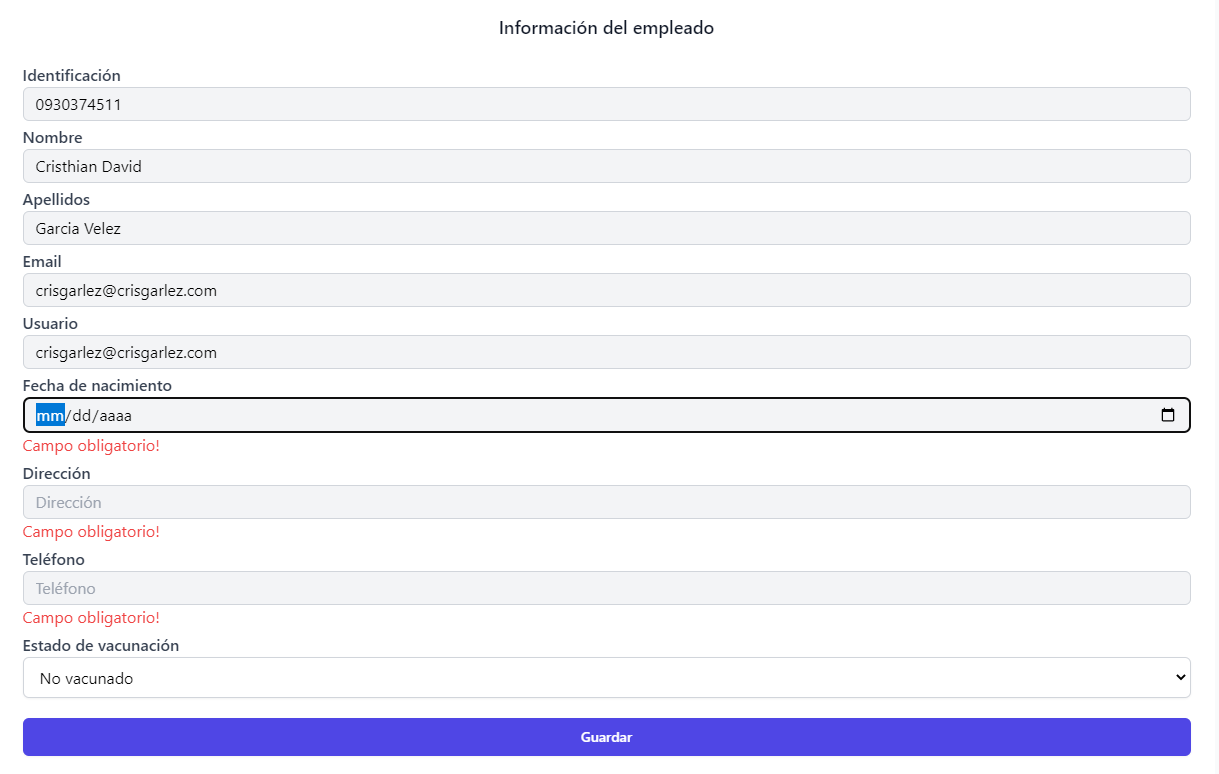 Información del empleado
Identificación
0930374511
Nombre
Cristhian David
Apellidos
Garcia Velez
Email
crisgarlez@crisgarlez.com
Usuario
crisgarlez@crisgarlez.com
Fecha de nacimiento
mm/dd/aaaa
Campo obligatorio!
Dirección
Dirección
Campo obligatorio!
Teléfono
Teléfono
Campo obligatorio!
Estado de vacunación
No vacunado
Guardar